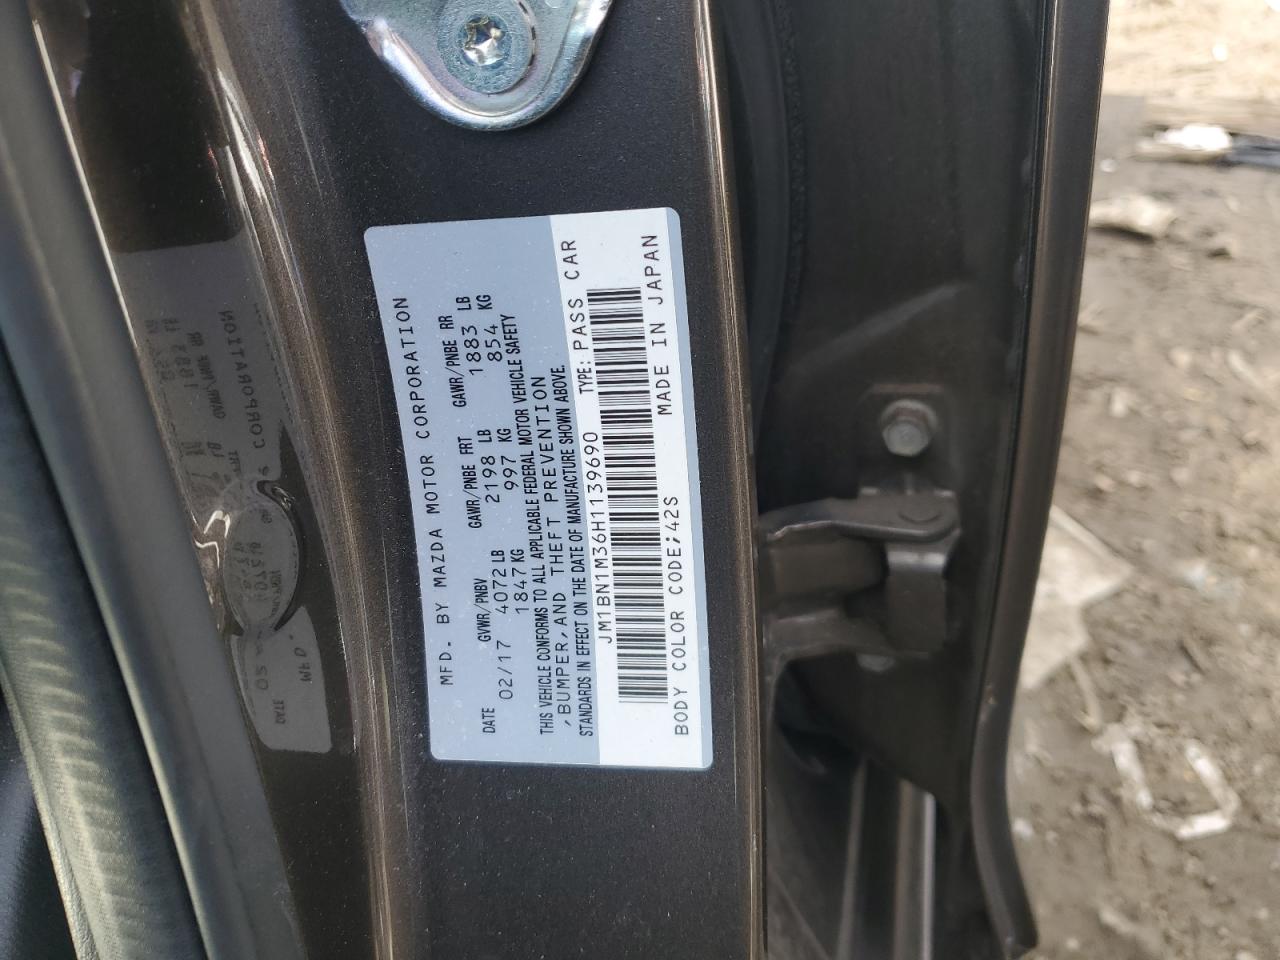 MFD. BY MAZDA MOTOR CORPORATION
DATE GVWR/PNBV GAWR/PNBE FRT GAWR/PNBE RR
02/17 4072 LB 2198 LB 1883 LB
1847 KG 997 KG 854 KG
THIS VEHICLE CONFORMS TO ALL APPLICABLE FEDERAL MOTOR VEHICLE SAFETY
,BUMPER,AND THEFT PREVENTION
STANDARDS IN EFFECT ON THE DATE OF MANUFACTURE SHOWN ABOVE.
JM1BN1M36H1139690 TYPE: PASS CAR
BODY COLOR CODE;42S MADE IN JAPAN